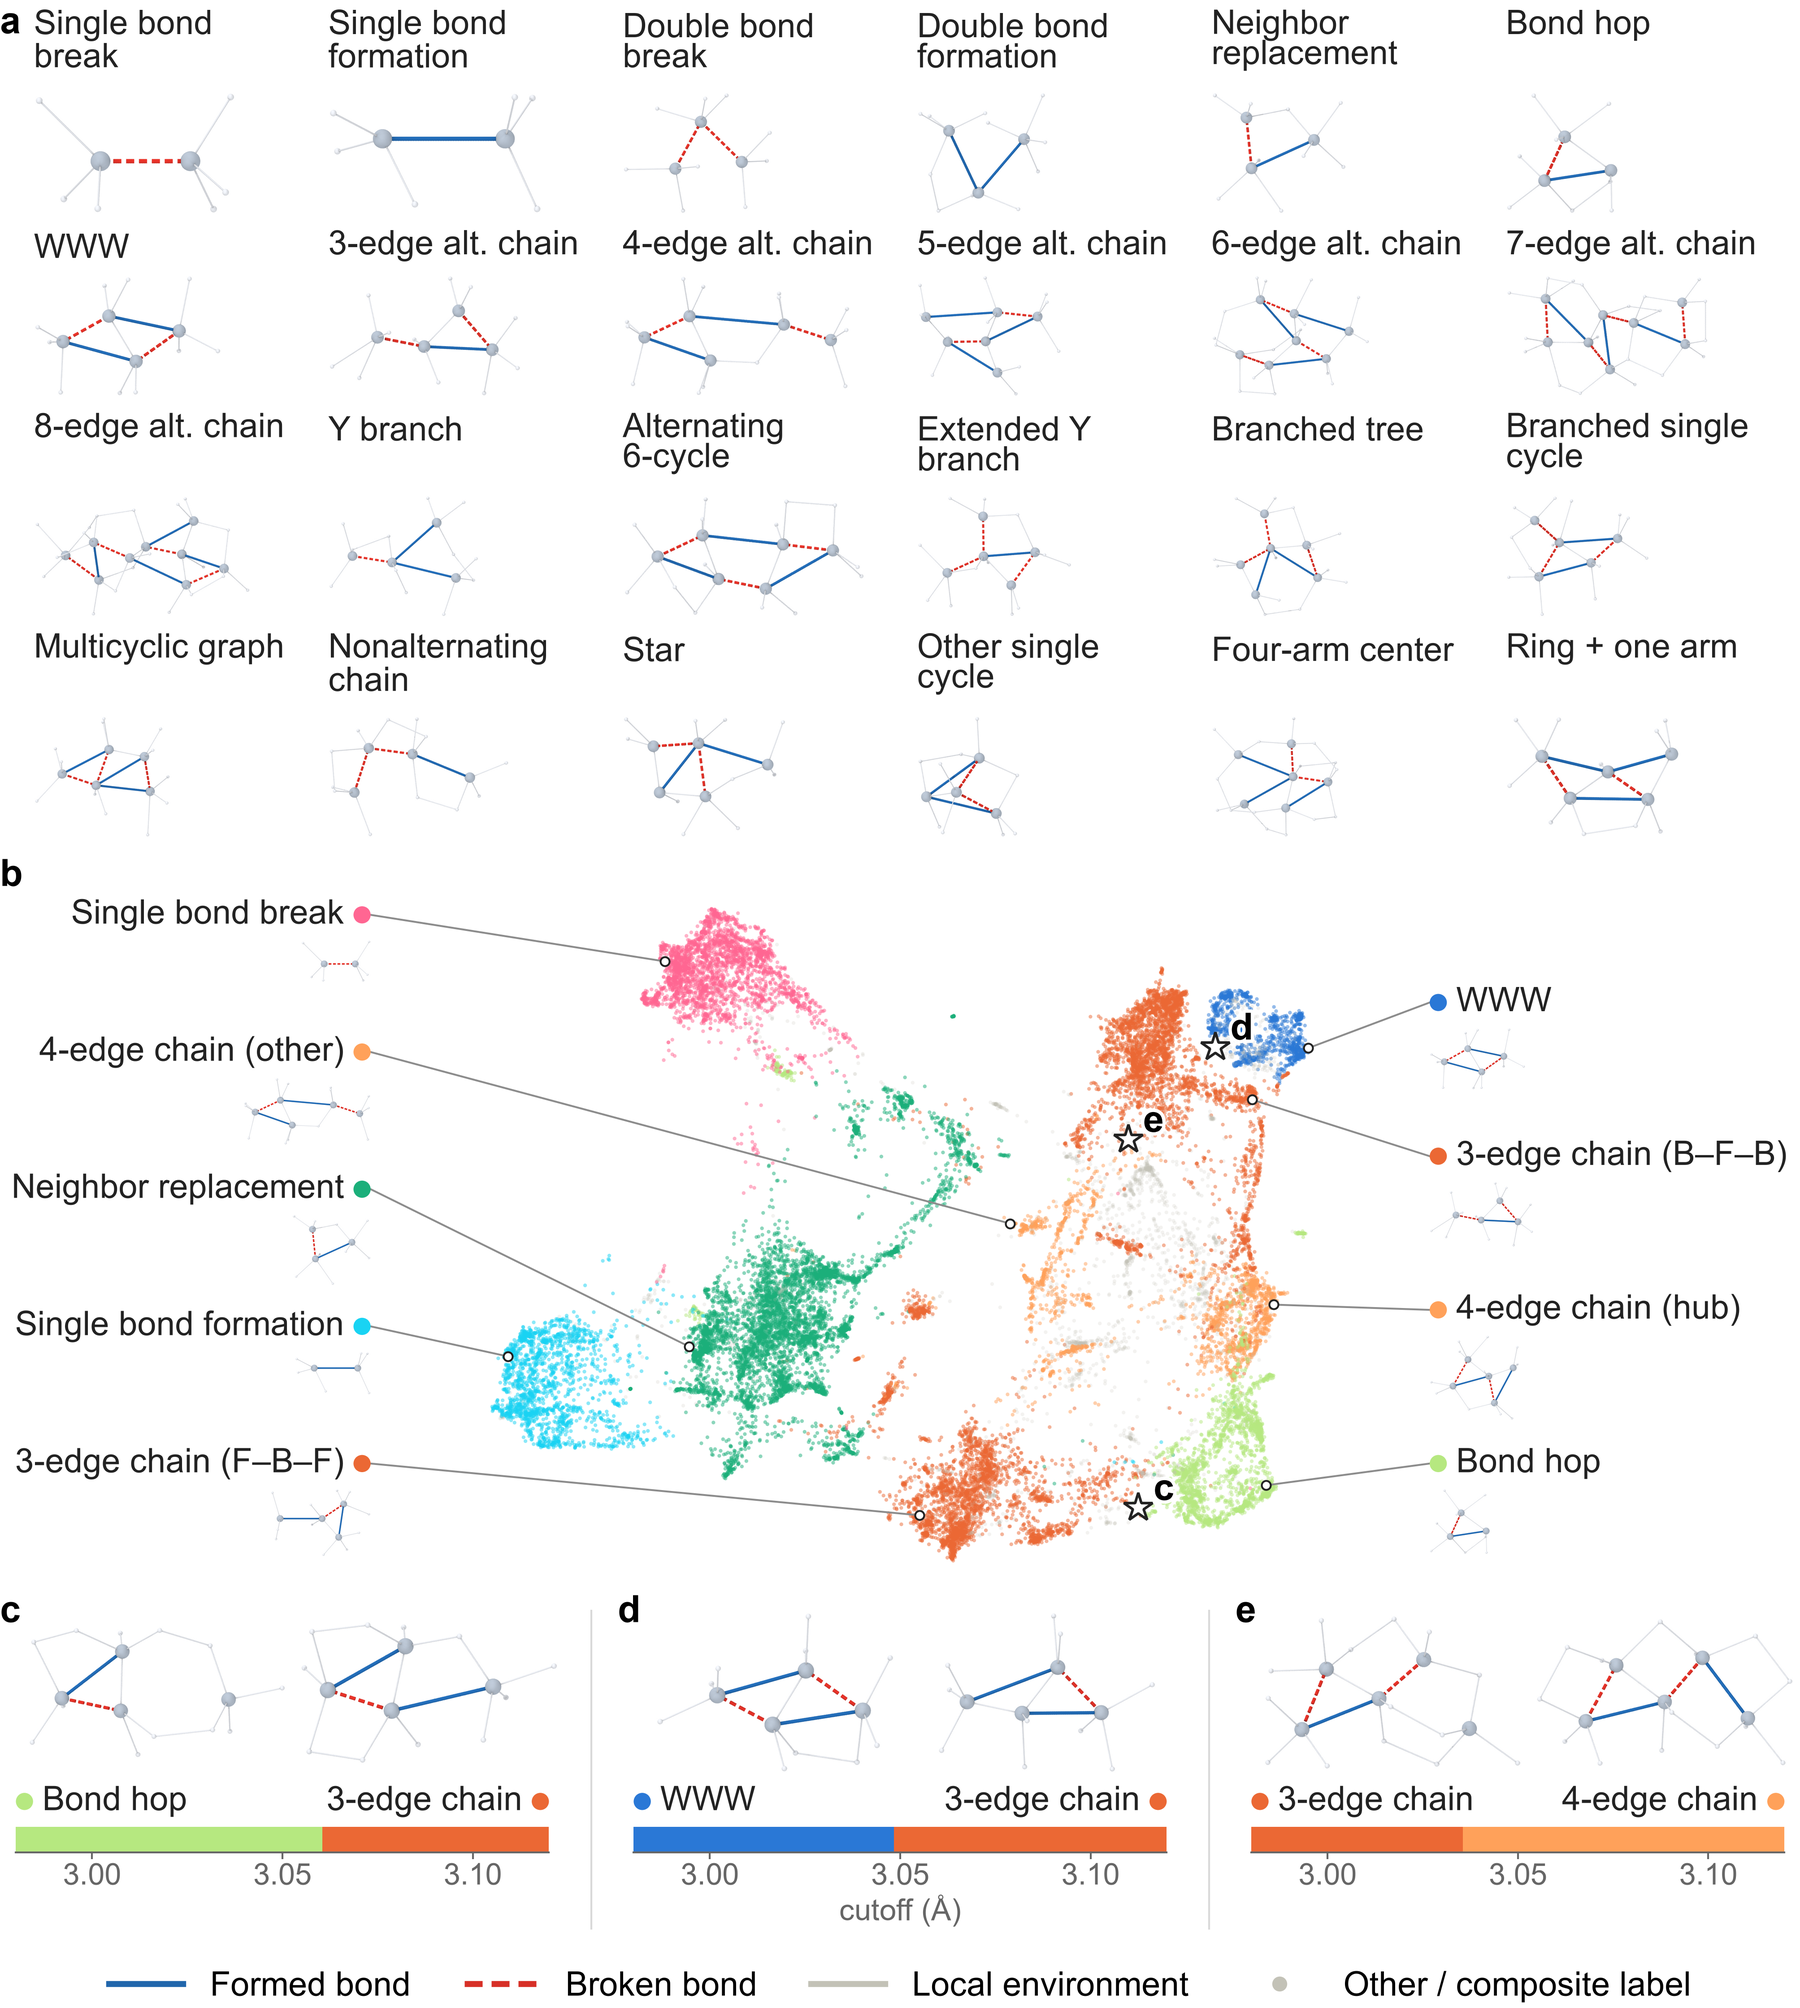 a
Single bond
break
Single bond
formation
Double bond
break
Double bond
formation
Neighbor
replacement
Bond hop
WWW
3-edge alt. chain
4-edge alt. chain
5-edge alt. chain
6-edge alt. chain
7-edge alt. chain
8-edge alt. chain
Y branch
Alternating
6-cycle
Extended Y
branch
Branched tree
Branched single
cycle
Multicyclic graph
Nonalternating
chain
Star
Other single
cycle
Four-arm center
Ring + one arm
b
Single bond break
4-edge chain (other)
Neighbor replacement
Single bond formation
3-edge chain (F–B–F)
WWW
3-edge chain (B–F–B)
4-edge chain (hub)
Bond hop
d
e
c
c
Bond hop
3-edge chain
3.00
3.05
3.10
d
WWW
3-edge chain
3.00
3.05
3.10
cutoff (Å)
e
3-edge chain
4-edge chain
3.00
3.05
3.10
Formed bond
Broken bond
Local environment
Other / composite label